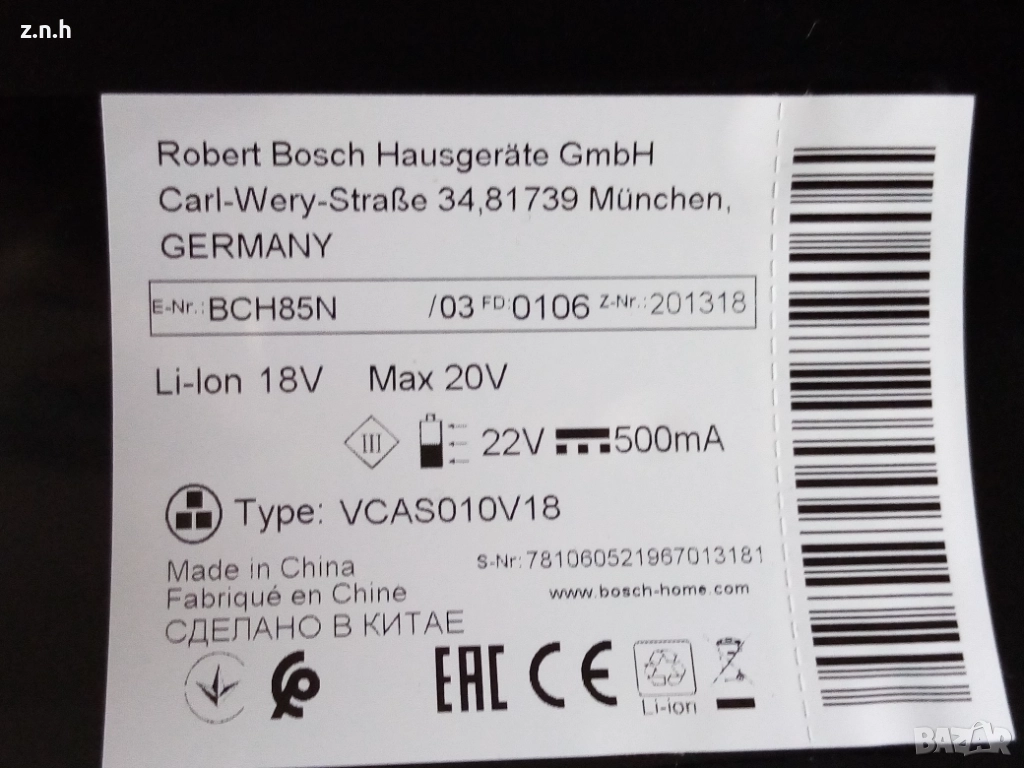 z.n.h
Robert Bosch Hausgeräte GmbH
Carl-Wery-Straße 34,81739 München,
GERMANY
E-Nr.:BCH85N /03 FD:0106 Z-Nr.:201318
Li-Ion 18V Max 20V
III 22V 500mA
Type: VCAS010V18
S-Nr:781060521967013181
Made in China
www.bosch-home.com
Fabriqué en Chine
СДЕЛАНО В КИТАЕ
EAC CE
Li-ion
BAZAR